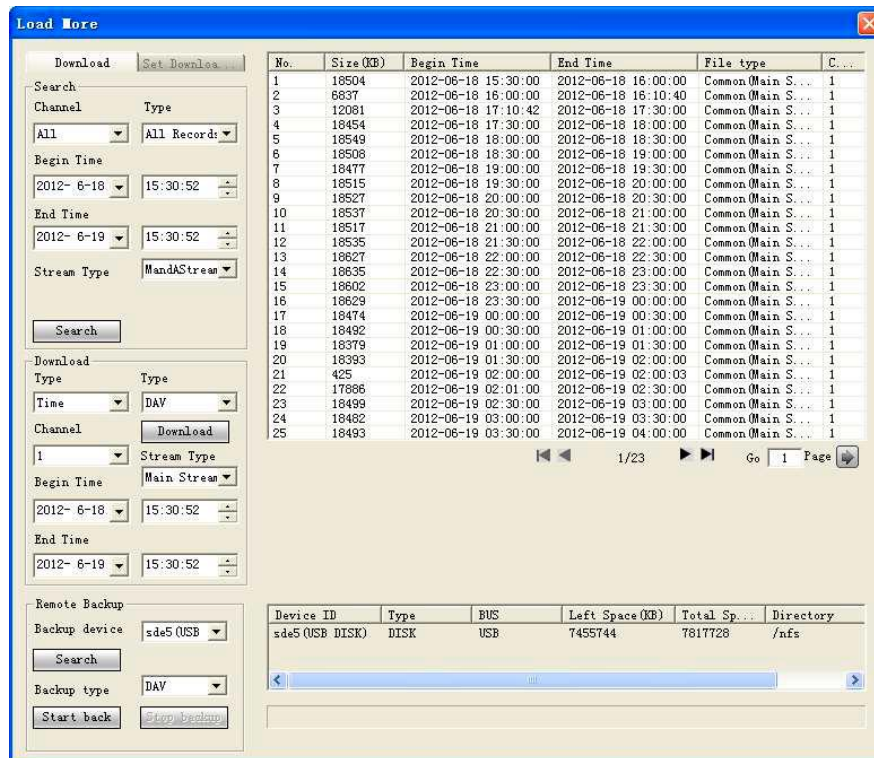 Load More
Download Set Downloa...
Search
Channel Type
All All Records
Begin Time
2012- 6-18 15:30:52
End Time
2012- 6-19 15:30:52
Stream Type MandAStream
Search
Download
Type Type
Time DAV
Channel Download
1 Stream Type
Begin Time Main Stream
2012- 6-18 15:30:52
End Time
2012- 6-19 15:30:52
Remote Backup
Backup device sde5(USB
Search
Backup type DAV
Start back Stop backup
No. Size(KB) Begin Time End Time File type C...
1 18504 2012-06-18 15:30:00 2012-06-18 16:00:00 Common(Main S... 1
2 6837 2012-06-18 16:00:00 2012-06-18 16:10:40 Common(Main S... 1
3 12081 2012-06-18 17:10:42 2012-06-18 17:30:00 Common(Main S... 1
4 18454 2012-06-18 17:30:00 2012-06-18 18:00:00 Common(Main S... 1
5 18549 2012-06-18 18:00:00 2012-06-18 18:30:00 Common(Main S... 1
6 18508 2012-06-18 18:30:00 2012-06-18 19:00:00 Common(Main S... 1
7 18477 2012-06-18 19:00:00 2012-06-18 19:30:00 Common(Main S... 1
8 18515 2012-06-18 19:30:00 2012-06-18 20:00:00 Common(Main S... 1
9 18527 2012-06-18 20:00:00 2012-06-18 20:30:00 Common(Main S... 1
10 18537 2012-06-18 20:30:00 2012-06-18 21:00:00 Common(Main S... 1
11 18517 2012-06-18 21:00:00 2012-06-18 21:30:00 Common(Main S... 1
12 18535 2012-06-18 21:30:00 2012-06-18 22:00:00 Common(Main S... 1
13 18627 2012-06-18 22:00:00 2012-06-18 22:30:00 Common(Main S... 1
14 18635 2012-06-18 22:30:00 2012-06-18 23:00:00 Common(Main S... 1
15 18602 2012-06-18 23:00:00 2012-06-18 23:30:00 Common(Main S... 1
16 18629 2012-06-18 23:30:00 2012-06-19 00:00:00 Common(Main S... 1
17 18474 2012-06-19 00:00:00 2012-06-19 00:30:00 Common(Main S... 1
18 18492 2012-06-19 00:30:00 2012-06-19 01:00:00 Common(Main S... 1
19 18379 2012-06-19 01:00:00 2012-06-19 01:30:00 Common(Main S... 1
20 18393 2012-06-19 01:30:00 2012-06-19 02:00:00 Common(Main S... 1
21 425 2012-06-19 02:00:00 2012-06-19 02:00:03 Common(Main S... 1
22 17886 2012-06-19 02:01:00 2012-06-19 02:30:00 Common(Main S... 1
23 18499 2012-06-19 02:30:00 2012-06-19 03:00:00 Common(Main S... 1
24 18482 2012-06-19 03:00:00 2012-06-19 03:30:00 Common(Main S... 1
25 18493 2012-06-19 03:30:00 2012-06-19 04:00:00 Common(Main S... 1
1/23 Go 1 Page
Device ID Type BUS Left Space(KB) Total Sp... Directory
sde5(USB DISK) DISK USB 7455744 7817728 /nfs